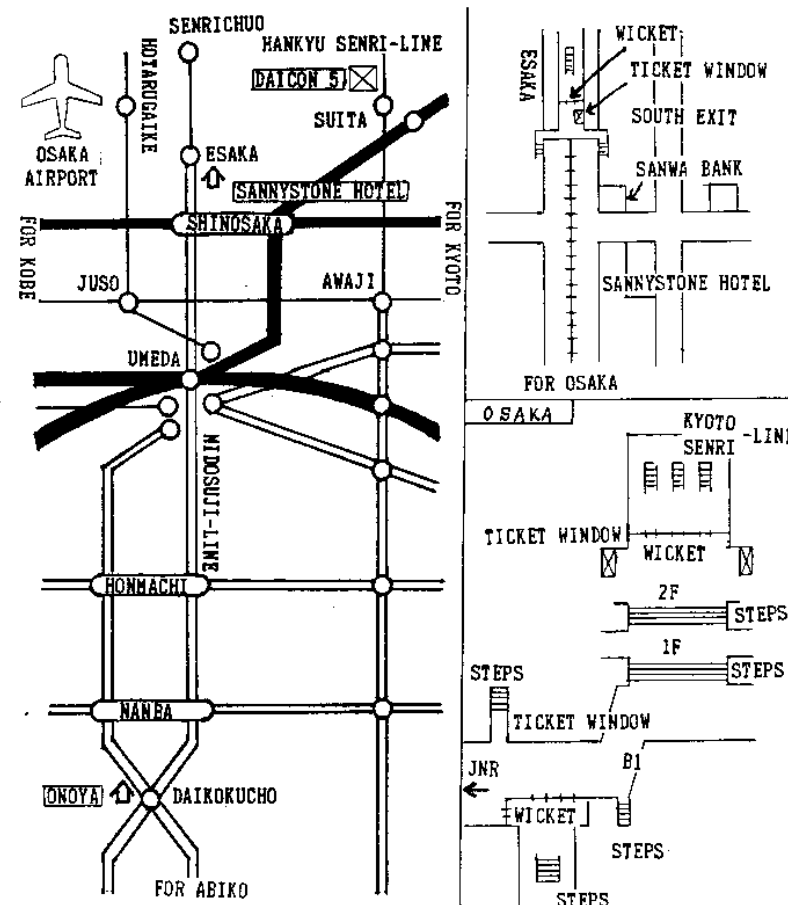 SENRICHUO
HANKYU SENRI-LINE
HOTARUGAIKE
DAICON 5
SUITA
OSAKA
AIRPORT
ESAKA
SANNYSTONE HOTEL
FOR KOBE
SHINOSAKA
FOR KYOTO
JUSO
AWAJI
UMEDA
MIDOSUJI-LINE
HONMACHI
NANBA
ONOYA
DAIKOKUCHO
FOR ABIKO
WICKET
ESAKA
TICKET WINDOW
SOUTH EXIT
SANWA BANK
SANNYSTONE HOTEL
FOR OSAKA
OSAKA
KYOTO
SENRI
-LINE
TICKET WINDOW
WICKET
2F
STEPS
1F
STEPS
STEPS
TICKET WINDOW
JNR
B1
WICKET
STEPS
STEPS